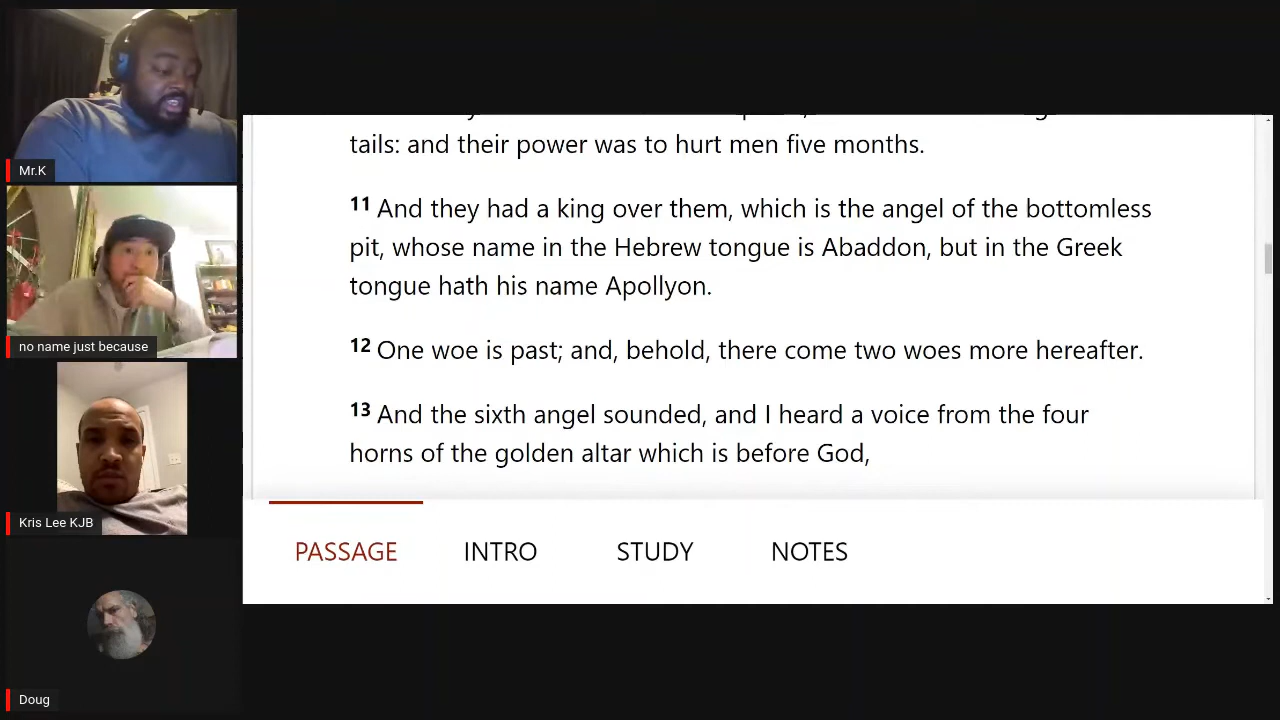 Mr.K
no name just because
Kris Lee KJB
Doug
tails: and their power was to hurt men five months.
11 And they had a king over them, which is the angel of the bottomless
pit, whose name in the Hebrew tongue is Abaddon, but in the Greek
tongue hath his name Apollyon.
12 One woe is past; and, behold, there come two woes more hereafter.
13 And the sixth angel sounded, and I heard a voice from the four
horns of the golden altar which is before God,
PASSAGE INTRO STUDY NOTES